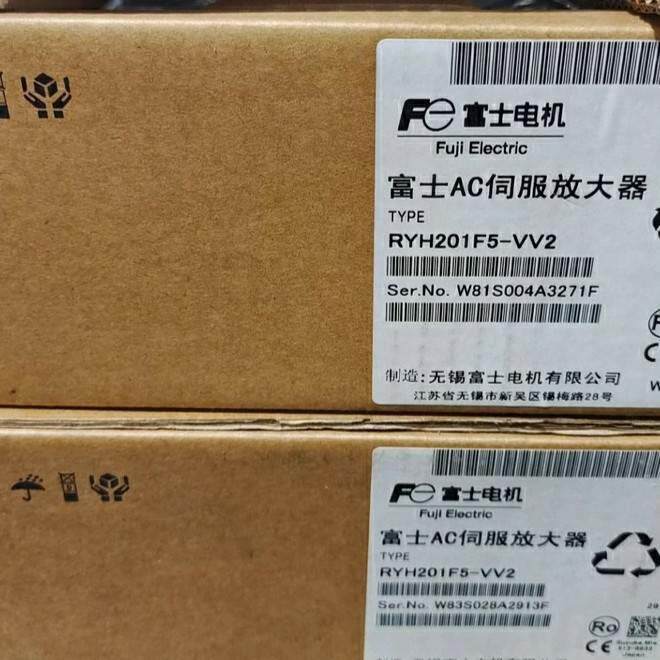 Fe 富士电机
Fuji Electric
富士AC伺服放大器
TYPE
RYH201F5-VV2
Ser.No. W81S004A3271F
制造:无锡富士电机有限公司
江苏省无锡市新吴区锡梅路28号
Fe 富士电机
Fuji Electric
富士AC伺服放大器
TYPE
RYH201F5-VV2
Ser.No. W83S028A2913F
Ro
CE